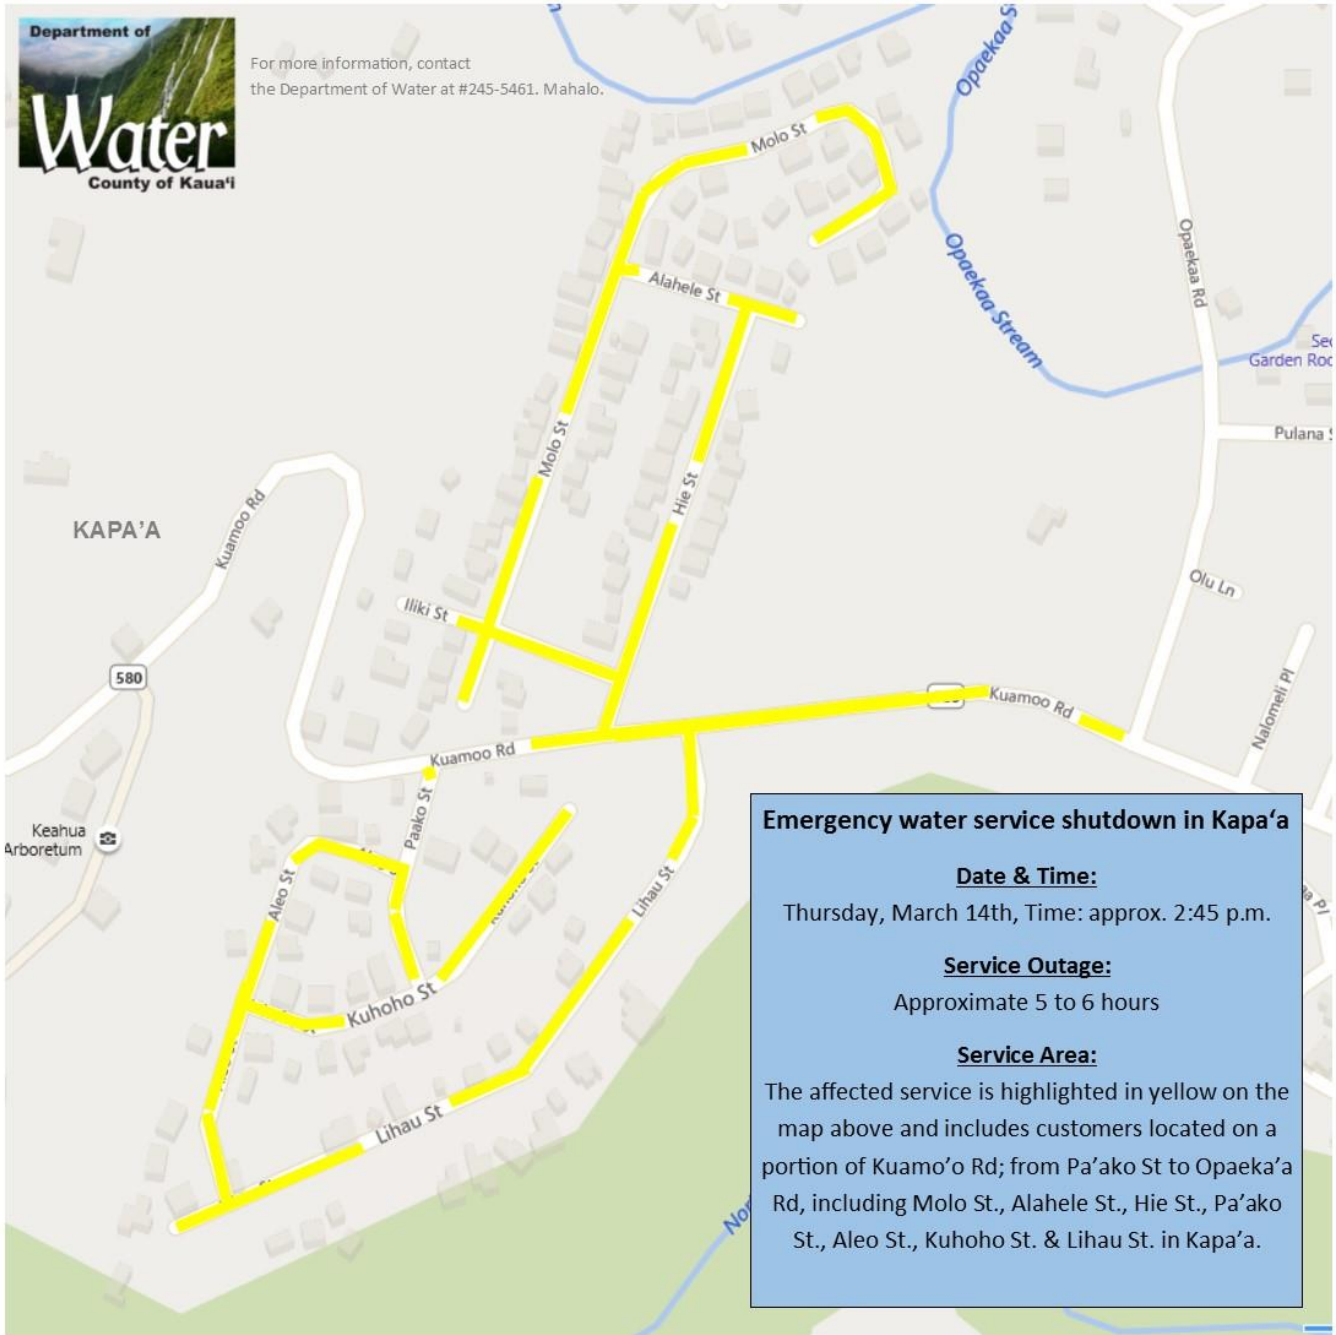 Department of
Water
County of Kauaʻi
For more information, contact
the Department of Water at #245-5461. Mahalo.
Opaekaa S
Molo St
Opaekaa Stream
Opaekaa Rd
Alahele St
Sec
Garden Roo
Pulana S
Molo St
Hie St
Kuamoo Rd
KAPA’A
Olu Ln
Iliki St
580
Kuamoo Rd
Nalomeli Pl
Kuamoo Rd
Paako St
Keahua
Arboretum
Aleo St
Lihau St
Kuhoho St
Lihau St
Nor
Emergency water service shutdown in Kapaʻa
Date & Time:
Thursday, March 14th, Time: approx. 2:45 p.m.
Service Outage:
Approximate 5 to 6 hours
Service Area:
The affected service is highlighted in yellow on the
map above and includes customers located on a
portion of Kuamo’o Rd; from Pa’ako St to Opaeka’a
Rd, including Molo St., Alahele St., Hie St., Pa’ako
St., Aleo St., Kuhoho St. & Lihau St. in Kapa’a.